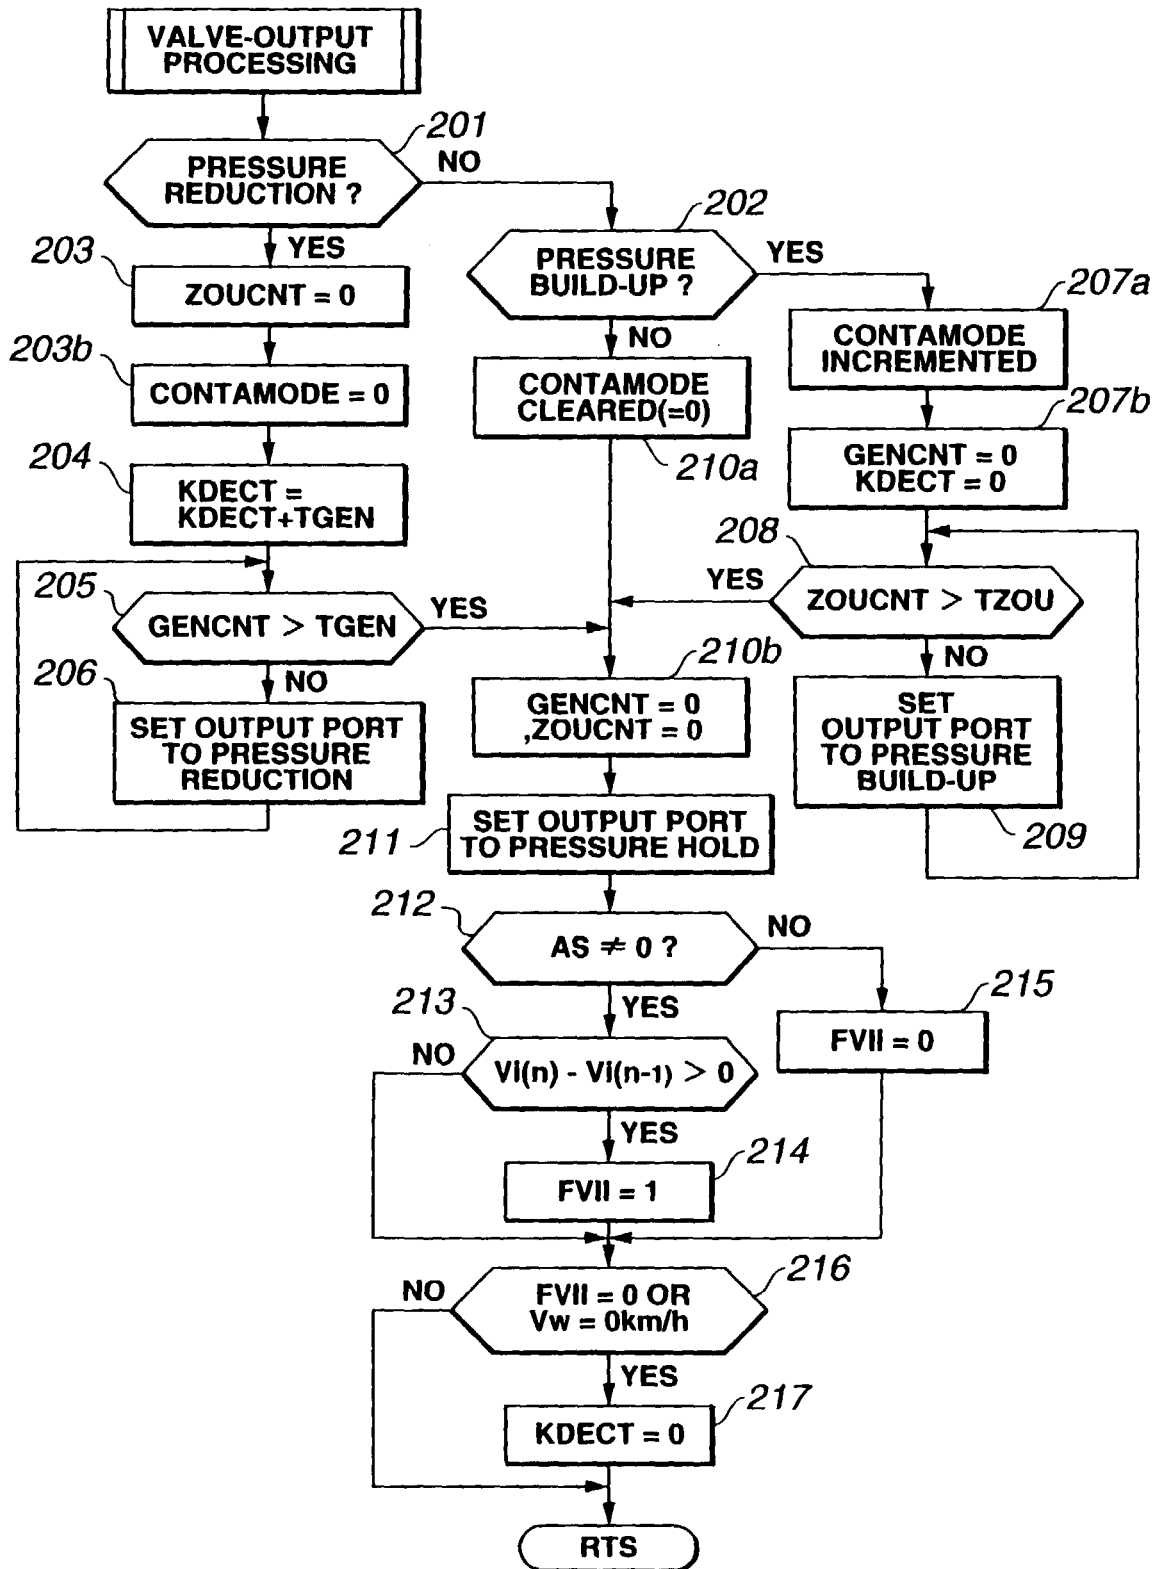 VALVE-OUTPUT
PROCESSING
201
PRESSURE
REDUCTION ?
NO
YES
202
PRESSURE
BUILD-UP ?
YES
NO
203
ZOUCNT = 0
203b
CONTAMODE = 0
204
KDECT =
KDECT+TGEN
205
GENCNT > TGEN
YES
NO
206
SET OUTPUT PORT
TO PRESSURE
REDUCTION
CONTAMODE
CLEARED(=0)
210a
207a
CONTAMODE
INCREMENTED
207b
GENCNT = 0
KDECT = 0
208
YES
ZOUCNT > TZOU
NO
SET
OUTPUT PORT
TO PRESSURE
BUILD-UP
209
210b
GENCNT = 0
,ZOUCNT = 0
211
SET OUTPUT PORT
TO PRESSURE HOLD
212
AS ≠ 0 ?
NO
YES
215
FVII = 0
213
NO
Vi(n) - Vi(n-1) > 0
YES
214
FVII = 1
216
NO
FVII = 0 OR
Vw = 0km/h
YES
217
KDECT = 0
RTS